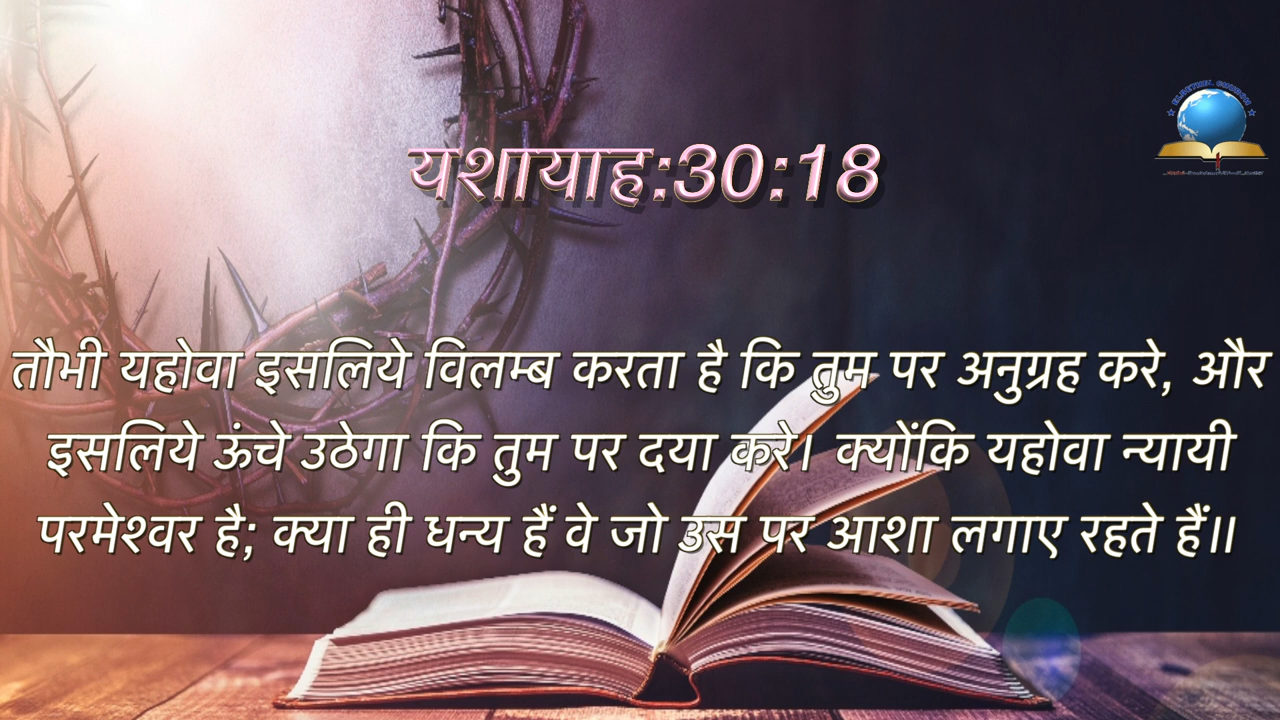 यशायाह:30:18
तौभी यहोवा इसलिये विलम्ब करता है कि तुम पर अनुग्रह करे, और
इसलिये ऊंचे उठेगा कि तुम पर दया करे। क्योंकि यहोवा न्यायी
परमेश्वर है; क्या ही धन्य हैं वे जो उस पर आशा लगाए रहते हैं॥